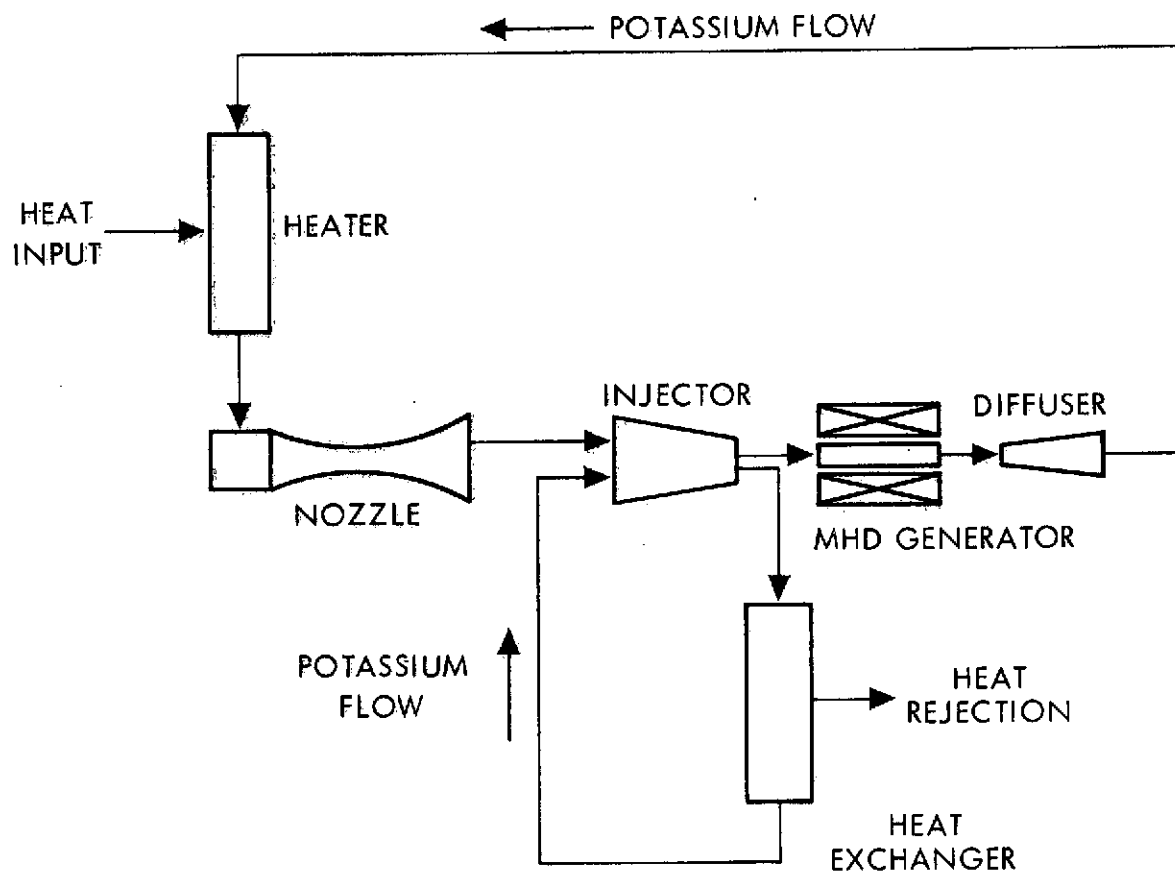 POTASSIUM FLOW
HEAT
INPUT
HEATER
INJECTOR
DIFFUSER
NOZZLE
MHD GENERATOR
POTASSIUM
FLOW
HEAT
REJECTION
HEAT
EXCHANGER